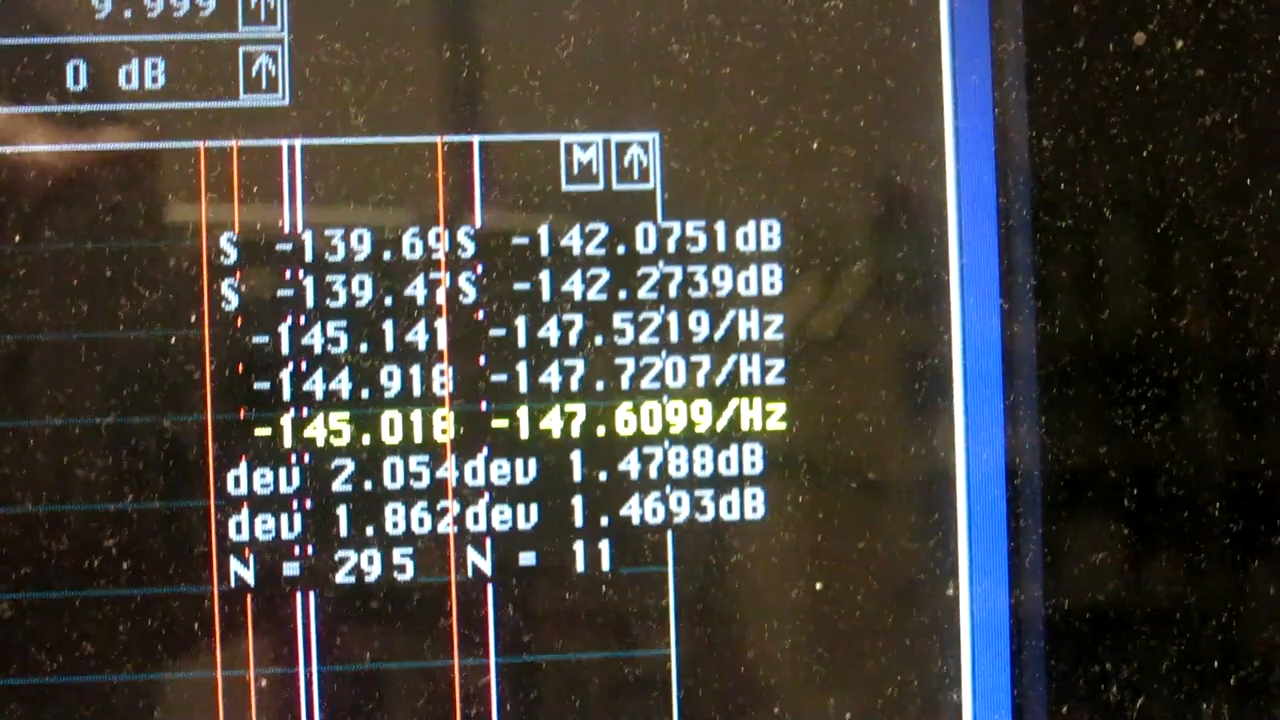 9.999 ↑
0 dB ↑
M ↑
S -139.69S -142.0751dB
S -139.47S -142.2739dB
-145.141 -147.5219/Hz
-144.918 -147.7207/Hz
-145.018 -147.6099/Hz
dev 2.054dev 1.4788dB
dev 1.862dev 1.4693dB
N = 295 N = 11